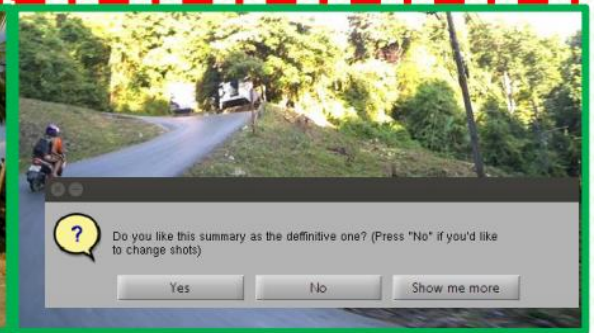 ?
Do you like this summary as the deffinitive one? (Press "No" if you'd like
to change shots)
Yes No Show me more